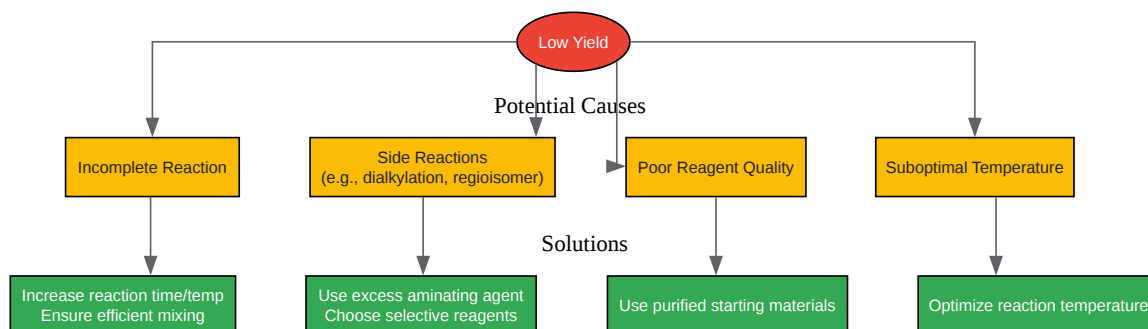 Low Yield
Potential Causes
Incomplete Reaction
Side Reactions
(e.g., dialkylation, regioisomer)
Poor Reagent Quality
Suboptimal Temperature
Solutions
Increase reaction time/temp
Ensure efficient mixing
Use excess aminating agent
Choose selective reagents
Use purified starting materials
Optimize reaction temperature